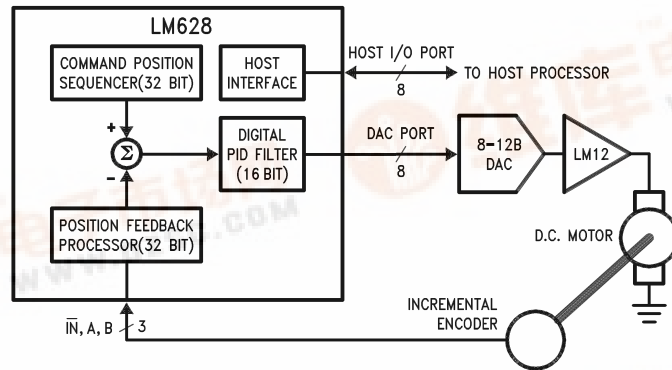 LM628
COMMAND POSITION
SEQUENCER(32 BIT)
HOST
INTERFACE
HOST I/O PORT
8
TO HOST PROCESSOR
+
Σ
-
DIGITAL
PID FILTER
(16 BIT)
DAC PORT
8
8-12B
DAC
LM12
POSITION FEEDBACK
PROCESSOR(32 BIT)
D.C. MOTOR
I̅N̅, A, B
3
INCREMENTAL
ENCODER